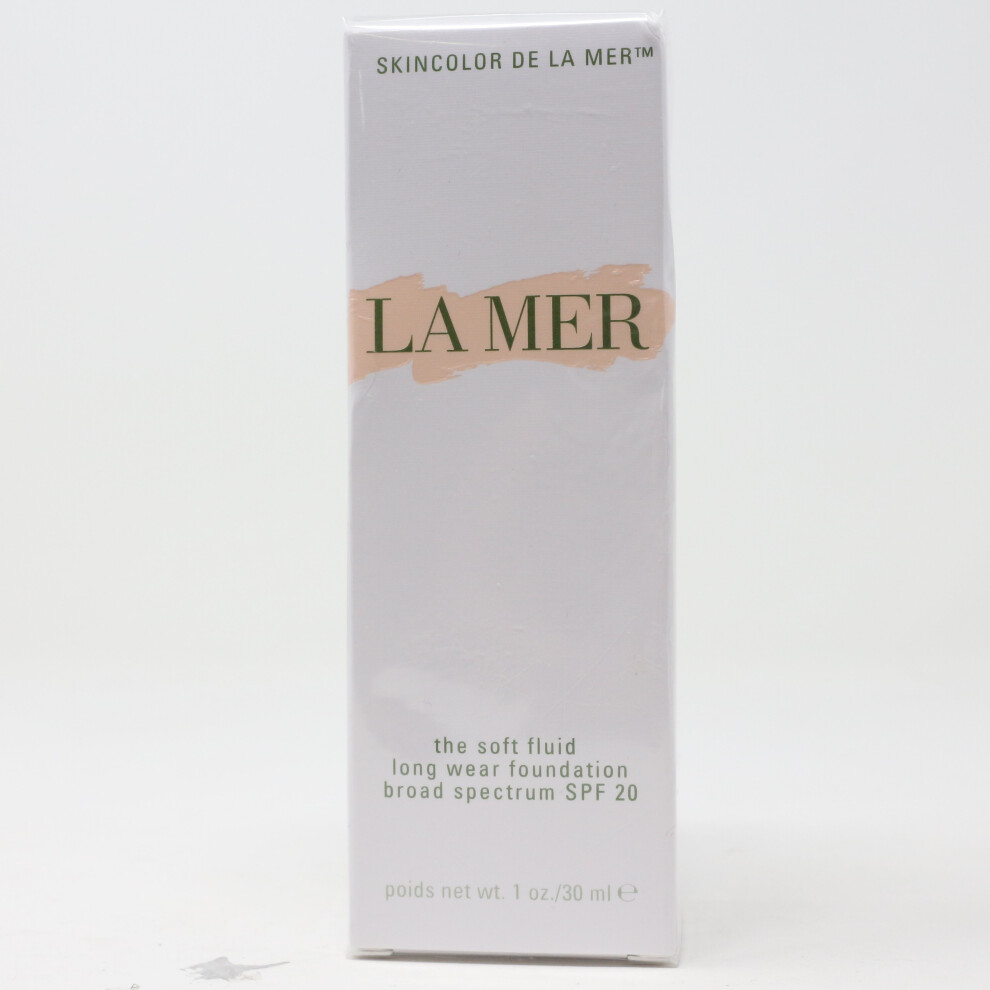 SKINCOLOR DE LA MER™
LA MER
the soft fluid
long wear foundation
broad spectrum SPF 20
poids net wt. 1 oz./30 ml ℮